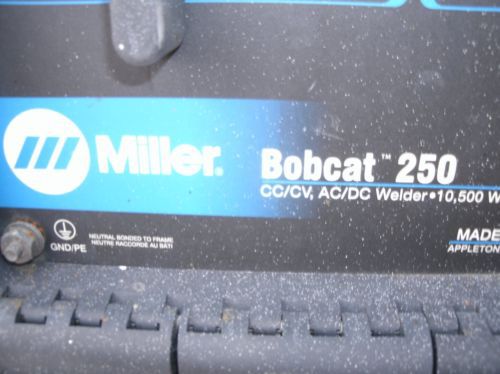 Miller®
Bobcat™ 250
CC/CV, AC/DC Welder•10,500 W
GND/PE
NEUTRAL BONDED TO FRAME
NEUTRE RACCORDE AU BATI
MADE
APPLETON